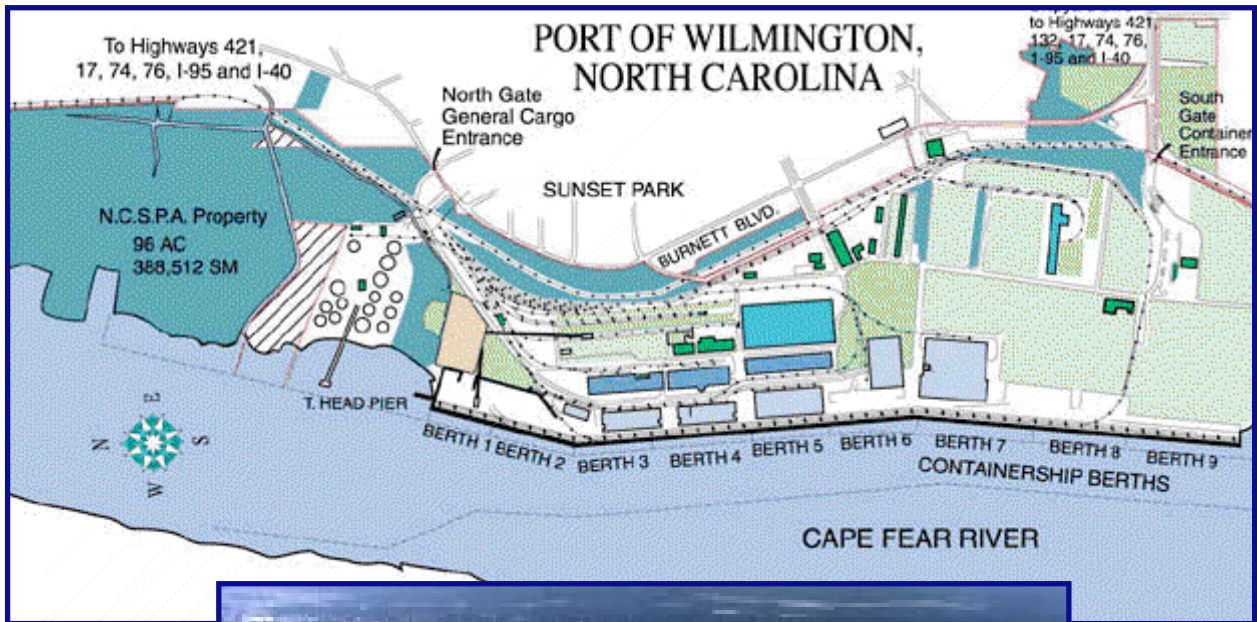 PORT OF WILMINGTON,
NORTH CAROLINA
To Highways 421,
17, 74, 76, I-95 and I-40
to Highways 421,
132, 17, 74, 76,
1-95 and I-40
North Gate
General Cargo
Entrance
South
Gate
Container
Entrance
SUNSET PARK
BURNETT BLVD.
N.C.S.P.A. Property
96 AC
388,512 SM
T. HEAD PIER
BERTH 1
BERTH 2
BERTH 3
BERTH 4
BERTH 5
BERTH 6
BERTH 7
BERTH 8
BERTH 9
CONTAINERSHIP BERTHS
E
N
S
W
CAPE FEAR RIVER